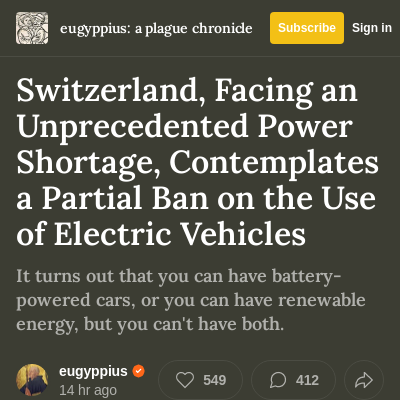 eugyppius: a plague chronicle
Subscribe
Sign in
Switzerland, Facing an
Unprecedented Power
Shortage, Contemplates
a Partial Ban on the Use
of Electric Vehicles
It turns out that you can have battery-
powered cars, or you can have renewable
energy, but you can't have both.
eugyppius
14 hr ago
549
412